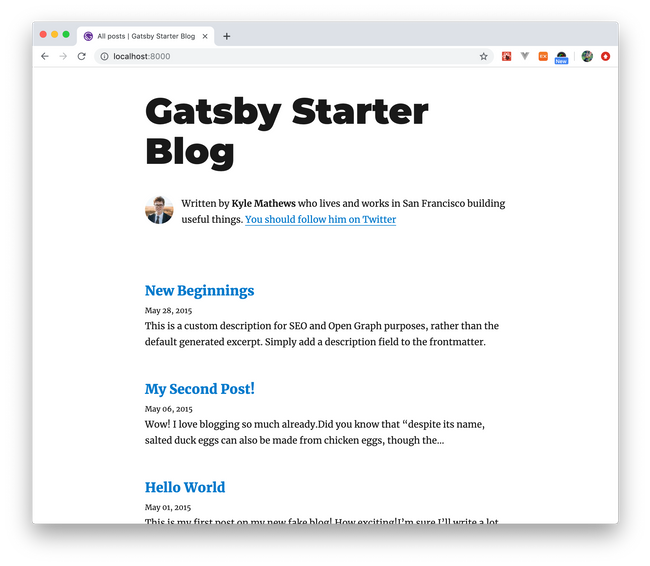 All posts | Gatsby Starter Blog
localhost:8000
New
Gatsby Starter
Blog
Written by Kyle Mathews who lives and works in San Francisco building
useful things. You should follow him on Twitter
New Beginnings
May 28, 2015
This is a custom description for SEO and Open Graph purposes, rather than the
default generated excerpt. Simply add a description field to the frontmatter.
My Second Post!
May 06, 2015
Wow! I love blogging so much already.Did you know that “despite its name,
salted duck eggs can also be made from chicken eggs, though the…
Hello World
May 01, 2015
This is my first post on my new fake blog! How exciting!I’m sure I’ll write a lot